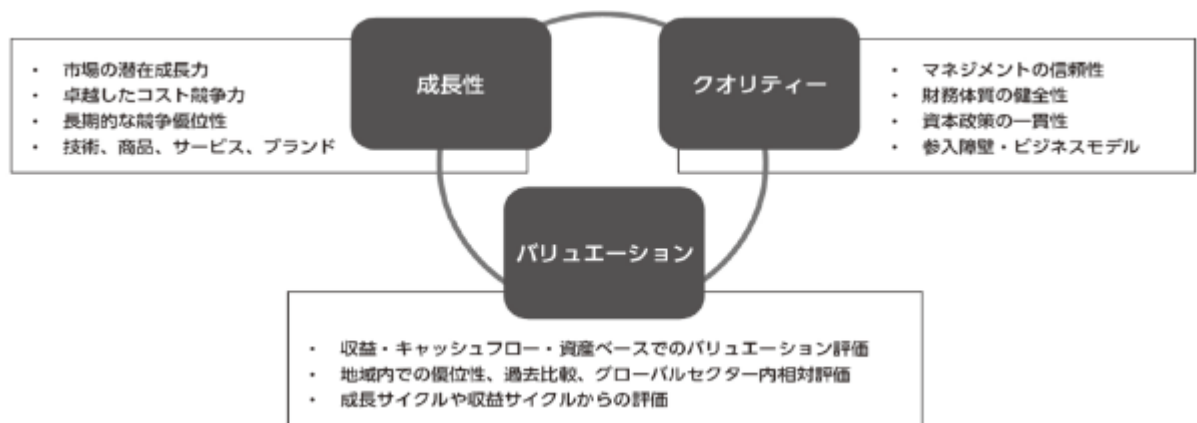 成長性
・ 市場の潜在成長力
・ 卓越したコスト競争力
・ 長期的な競争優位性
・ 技術、商品、サービス、ブランド
クオリティー
・ マネジメントの信頼性
・ 財務体質の健全性
・ 資本政策の一貫性
・ 参入障壁・ビジネスモデル
バリュエーション
・ 収益・キャッシュフロー・資産ベースでのバリュエーション評価
・ 地域内での優位性、過去比較、グローバルセクター内相対評価
・ 成長サイクルや収益サイクルからの評価